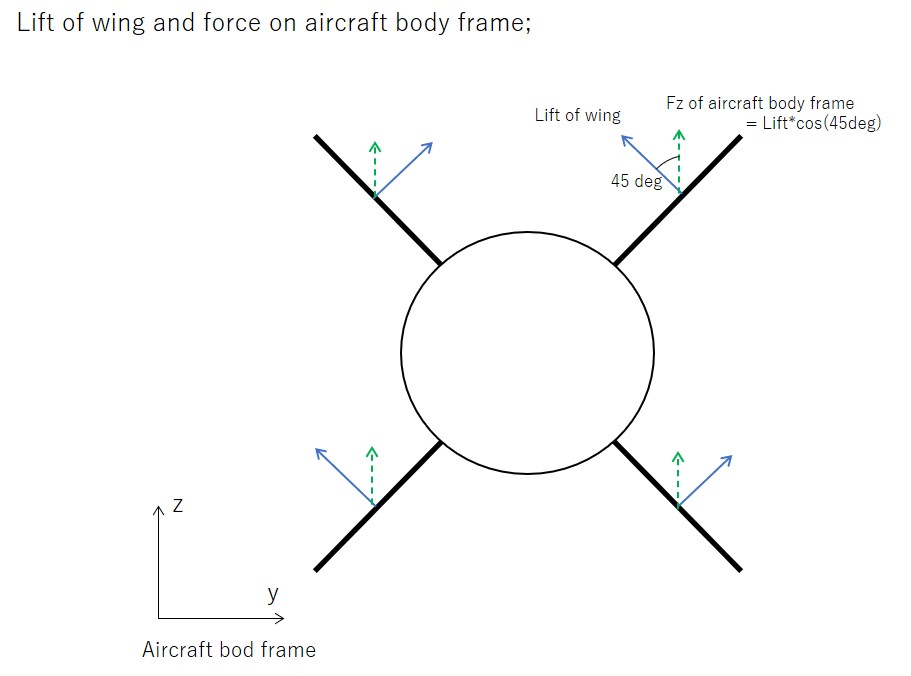 Lift of wing and force on aircraft body frame;
Fz of aircraft body frame
= Lift*cos(45deg)
Lift of wing
45 deg
z
y
Aircraft bod frame